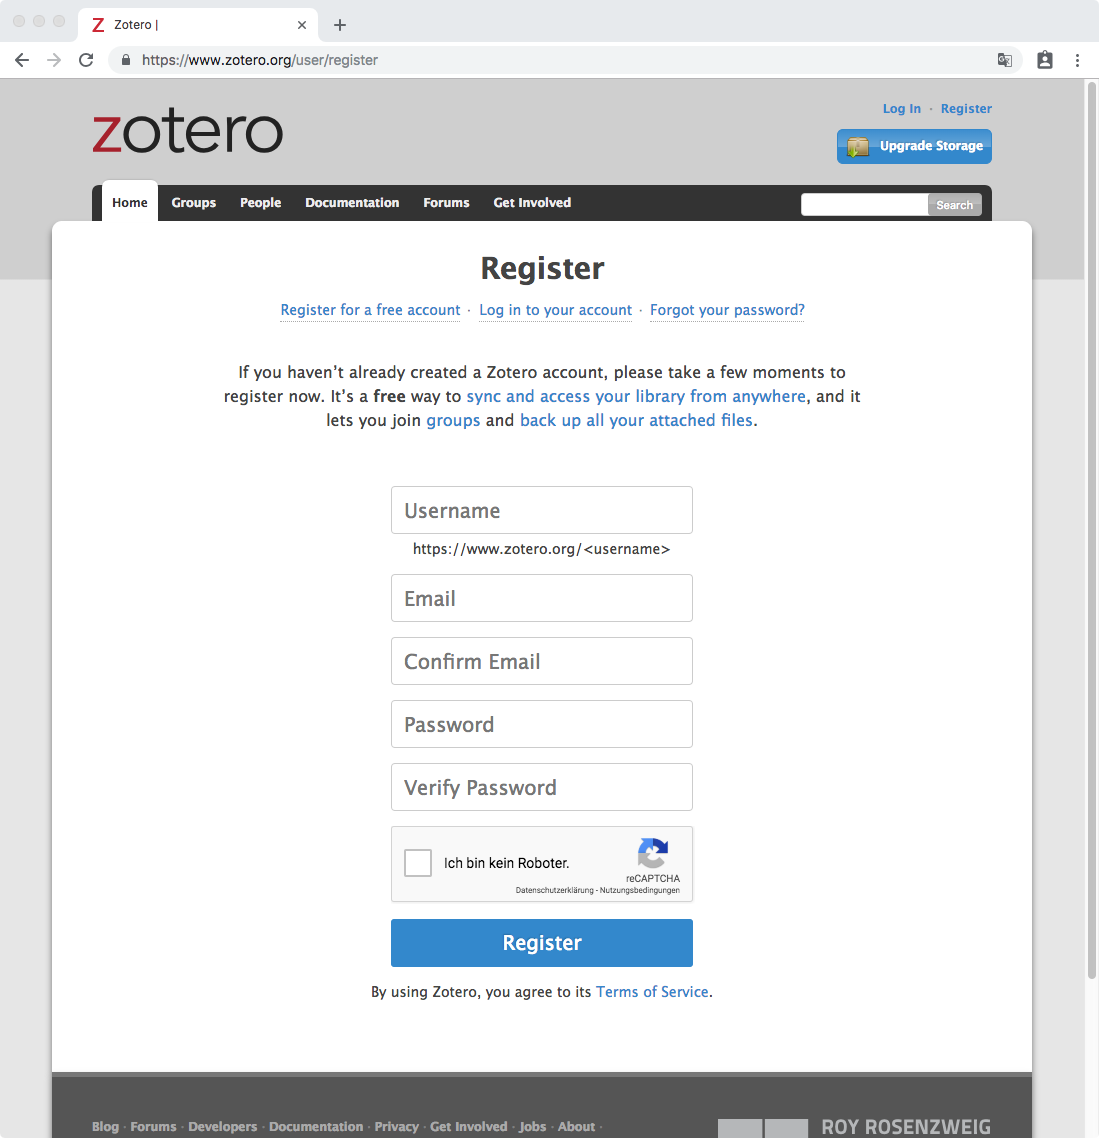 Zotero |
https://www.zotero.org/user/register
zotero
Log In · Register
Upgrade Storage
Home Groups People Documentation Forums Get Involved Search
Register
Register for a free account · Log in to your account · Forgot your password?
If you haven’t already created a Zotero account, please take a few moments to
register now. It’s a free way to sync and access your library from anywhere, and it
lets you join groups and back up all your attached files.
Username
https://www.zotero.org/<username>
Email
Confirm Email
Password
Verify Password
Ich bin kein Roboter.
reCAPTCHA
Datenschutzerklärung - Nutzungsbedingungen
Register
By using Zotero, you agree to its Terms of Service.
Blog · Forums · Developers · Documentation · Privacy · Get Involved · Jobs · About ·
ROY ROSENZWEIG